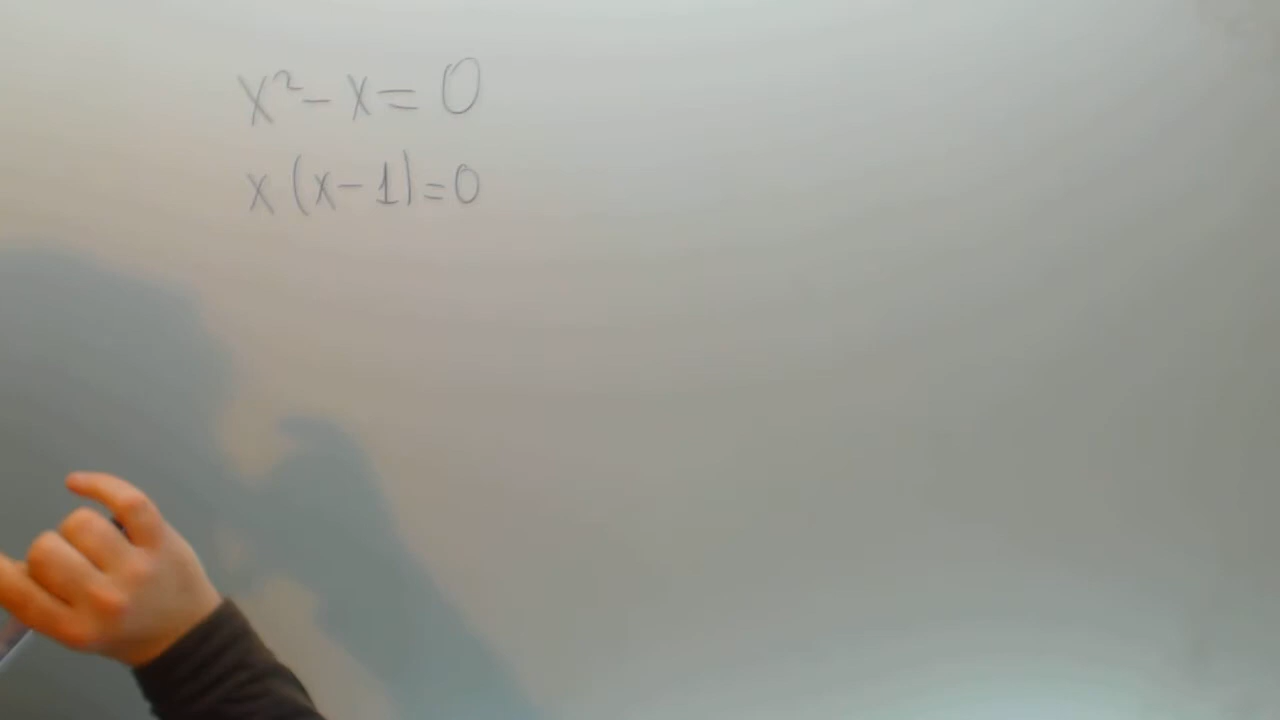 x² - x = 0
x (x - 1) = 0